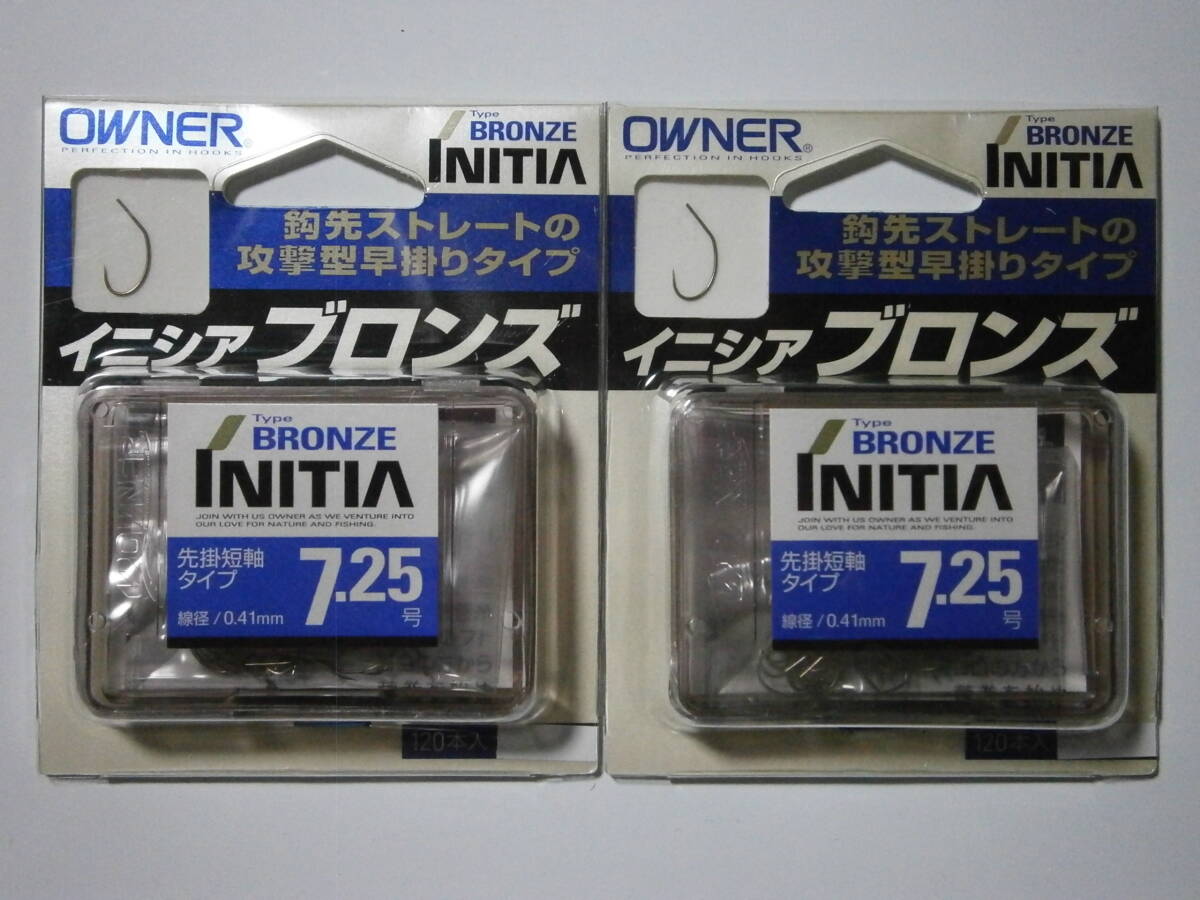 OWNER®
PERFECTION IN HOOKS
Type
BRONZE
INITIA
鈎先ストレートの
攻撃型早掛りタイプ
イニシア ブロンズ
Type
BRONZE
INITIA
JOIN WITH US OWNER AS WE VENTURE INTO
OUR LOVE FOR NATURE AND FISHING.
先掛短軸
タイプ
7.25号
線径/0.41mm
120本入
OWNER®
PERFECTION IN HOOKS
Type
BRONZE
INITIA
鈎先ストレートの
攻撃型早掛りタイプ
イニシア ブロンズ
Type
BRONZE
INITIA
JOIN WITH US OWNER AS WE VENTURE INTO
OUR LOVE FOR NATURE AND FISHING.
先掛短軸
タイプ
7.25号
線径/0.41mm
120本入